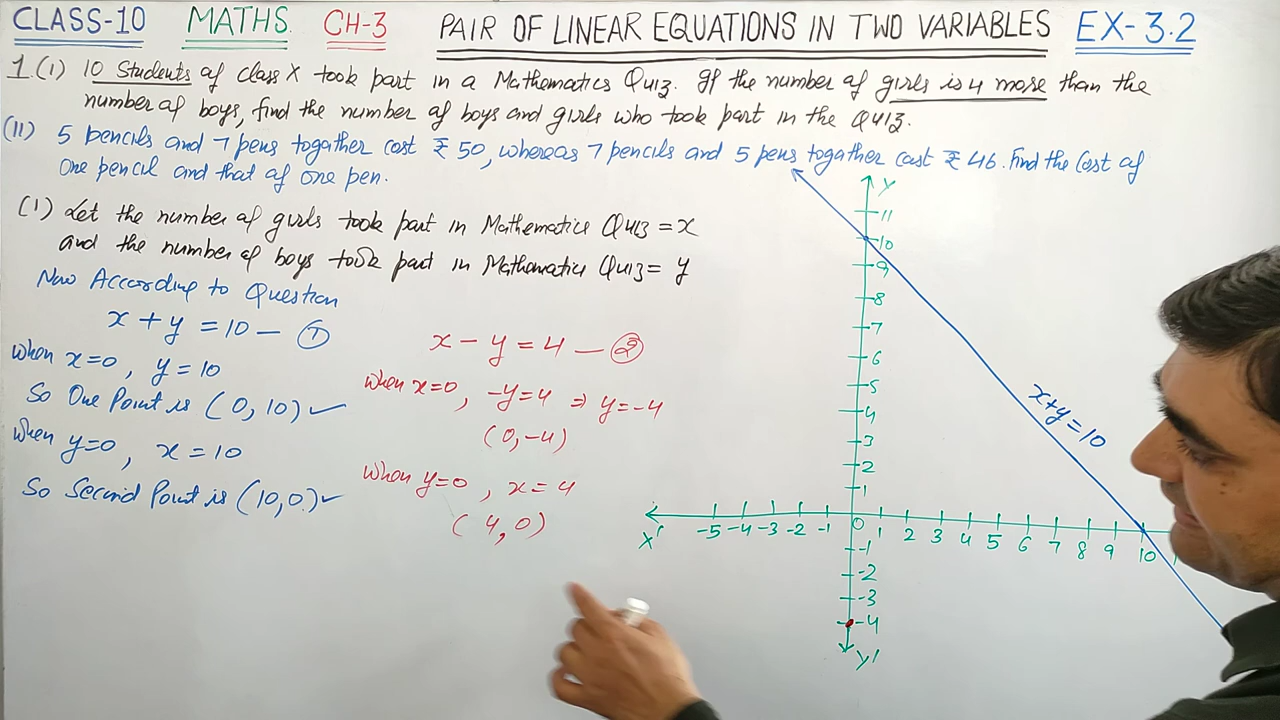 CLASS-10 MATHS CH-3 PAIR OF LINEAR EQUATIONS IN TWO VARIABLES EX-3.2
1.(i) 10 Students of class X took part in a Mathematics Quiz. If the number of girls is 4 more than the
number of boys, find the number of boys and girls who took part in the Quiz.
(II) 5 pencils and 7 pens togather cost ₹ 50, whereas 7 pencils and 5 pens togather cost ₹ 46. Find the Cost of
One pencil and that of one pen.
(i) Let the number of girls took part in Mathematics Quiz = x
and the number of boys took part in Mathematics Quiz = y
Now According to Question
x + y = 10 — ①
when x=0, y = 10
So One Point is (0, 10) ✓
when y=0, x = 10
So Second Point is (10, 0) ✓
x - y = 4 — ②
when x=0, -y=4 ⇒ y=-4
(0, -4)
when y=0, x = 4
(4, 0)
Y
11
10
9
8
7
6
5
4
3
2
1
x+y=10
X' -5 -4 -3 -2 -1 0 1 2 3 4 5 6 7 8 9 10
-1
-2
-3
-4
Y'